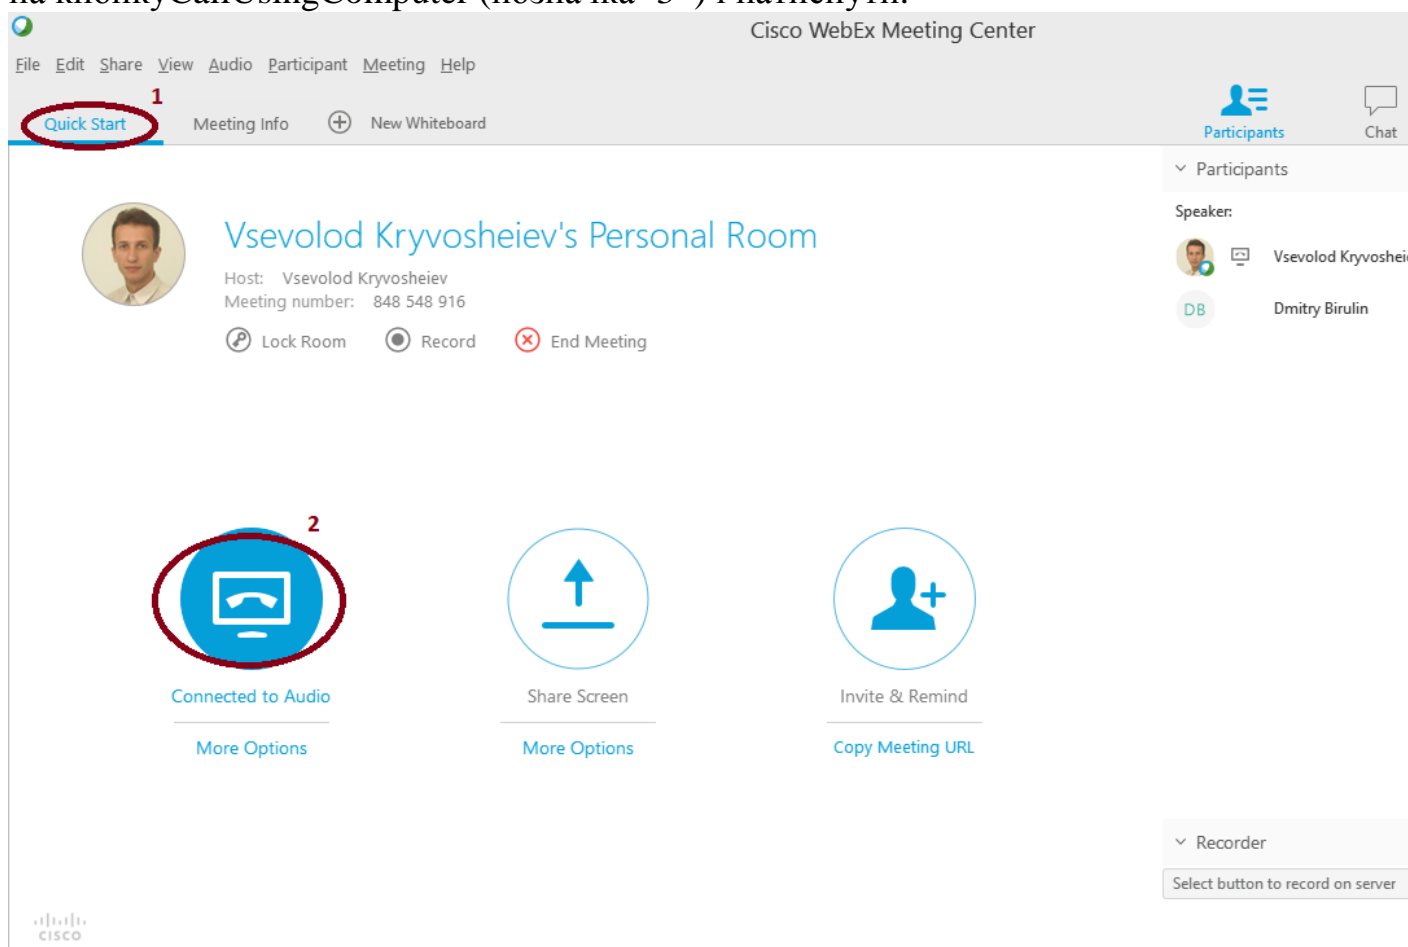 Cisco WebEx Meeting Center
File Edit Share View Audio Participant Meeting Help
1
Quick Start Meeting Info New Whiteboard
Participants Chat
Participants
Speaker:
Vsevolod Kryvosheiev's Personal Room
Host: Vsevolod Kryvosheiev
Meeting number: 848 548 916
Lock Room Record End Meeting
Vsevolod
DB Dmitry Birulin
2
Connected to Audio Share Screen Invite & Remind
More Options More Options Copy Meeting URL
Recorder
Select button to record on server
CISCO